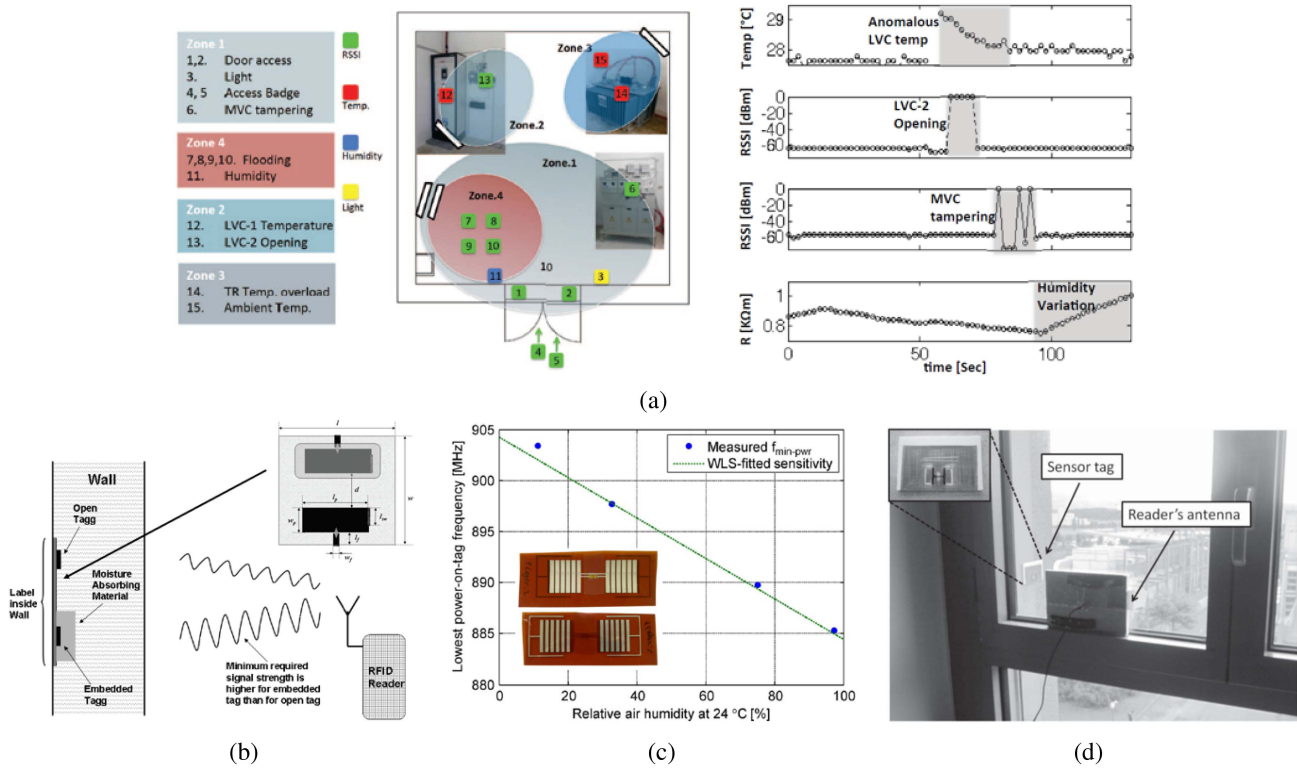 Zone 1
1,2. Door access
3. Light
4, 5 Access Badge
6. MVC tampering
Zone 4
7,8,9,10. Flooding
11. Humidity
Zone 2
12. LVC-1 Temperature
13. LVC-2 Opening
Zone 3
14. TR Temp. overload
15. Ambient Temp.
RSSI
Temp.
Humidity
Light
Zone.3
15
14
13
12
Zone.2
Zone.1
6
Zone.4
7
8
9
10
10
11
3
1
2
4
5
Temp [°C]
29
28
Anomalous
LVC temp
RSSI [dBm]
0
-20
-40
-60
LVC-2
Opening
RSSI [dBm]
0
-20
-40
-60
MVC
tampering
R [KΩm]
1
0.8
Humidity
Variation
0
50
100
time [Sec]
(a)
Wall
Open
Tagg
Label
inside
Wall
Moisture
Absorbing
Material
Embedded
Tagg
Minimum required
signal strength is
higher for embedded
tag than for open tag
RFID
Reader
l
w
d
(b)
Lowest power-on-tag frequency [MHz]
905
900
895
890
885
880
Measured fmin-pwr
WLS-fitted sensitivity
0
20
40
60
80
100
Relative air humidity at 24 °C [%]
(c)
Sensor tag
Reader's antenna
(d)